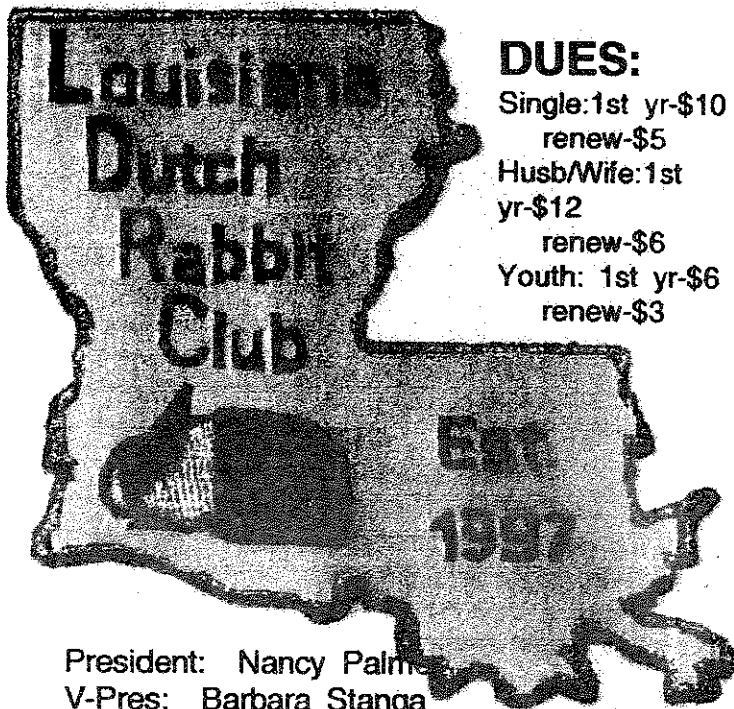 Louisiana
Dutch
Rabbit
Club
Est.
1997
DUES:
Single:1st yr-$10
renew-$5
Husb/Wife:1st
yr-$12
renew-$6
Youth: 1st yr-$6
renew-$3
President: Nancy
V-Pres: Barbara Stanga